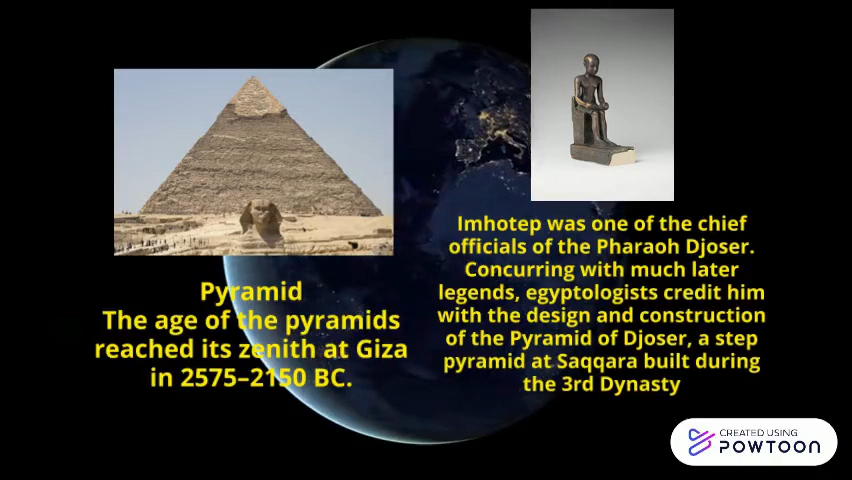 Pyramid
The age of the pyramids
reached its zenith at Giza
in 2575–2150 BC.
Imhotep was one of the chief
officials of the Pharaoh Djoser.
Concurring with much later
legends, egyptologists credit him
with the design and construction
of the Pyramid of Djoser, a step
pyramid at Saqqara built during
the 3rd Dynasty
CREATED USING
POWTOON